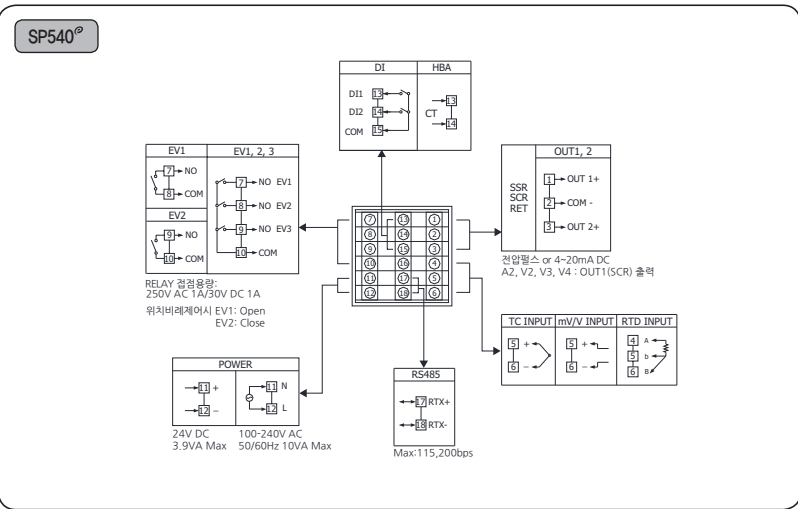 SP540℮
DI HBA
DI1 13
DI2 14
COM 15
CT
13
14
EV1 EV1, 2, 3
7 NO
8 COM
EV2
9 NO
10 COM
7 NO EV1
8 NO EV2
9 NO EV3
10 COM
RELAY 접점용량:
250V AC 1A/30V DC 1A
위치비례제어시 EV1: Open
EV2: Close
7 13 1
8 14 2
9 15 3
10 16 4
11 17 5
12 18 6
OUT1, 2
SSR
SCR
RET
1 OUT 1+
2 COM -
3 OUT 2+
전압펄스 or 4~20mA DC
A2, V2, V3, V4 : OUT1(SCR) 출력
TC INPUT mV/V INPUT RTD INPUT
5 +
6 −
5 +
6 −
4 A
5 b
6 B
POWER
11 +
12 −
11 N
12 L
24V DC
3.9VA Max
100-240V AC
50/60Hz 10VA Max
RS485
17 RTX+
18 RTX-
Max:115,200bps